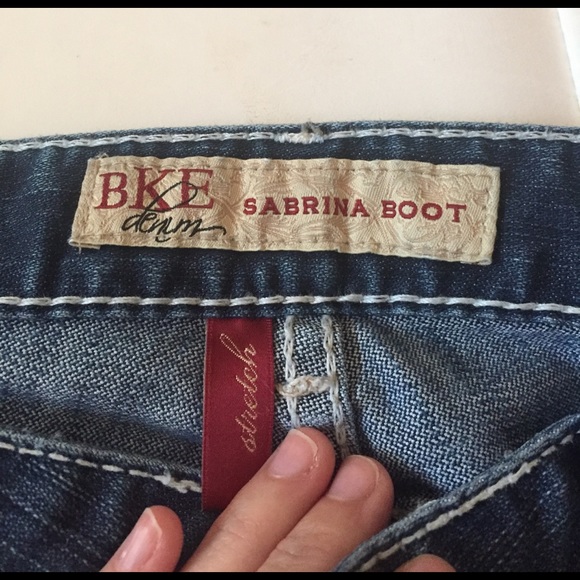 BKE SABRINA BOOT
denim
stretch